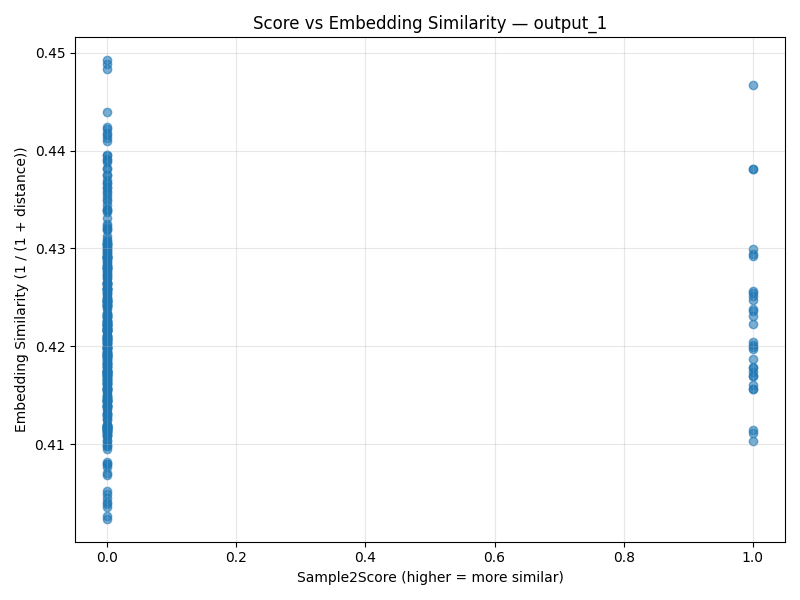 Score vs Embedding Similarity — output_1
Embedding Similarity (1 / (1 + distance))
0.45
0.44
0.43
0.42
0.41
0.0 0.2 0.4 0.6 0.8 1.0
Sample2Score (higher = more similar)